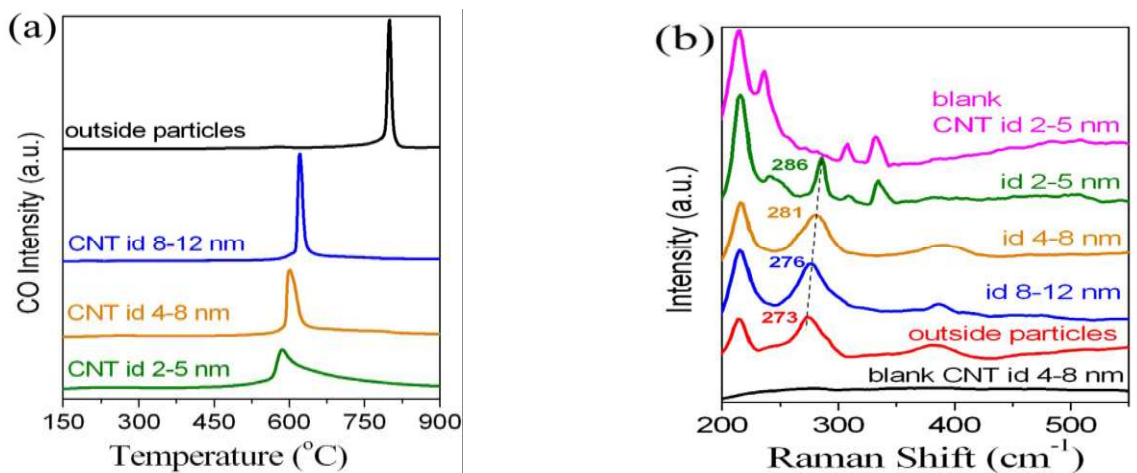 (a)
outside particles
CNT id 8-12 nm
CNT id 4-8 nm
CNT id 2-5 nm
CO Intensity (a.u.)
150 300 450 600 750 900
Temperature (°C)
(b)
blank
CNT id 2-5 nm
286
id 2-5 nm
281
id 4-8 nm
276
id 8-12 nm
273
outside particles
blank CNT id 4-8 nm
Intensity (a.u.)
200 300 400 500
Raman Shift (cm⁻¹)